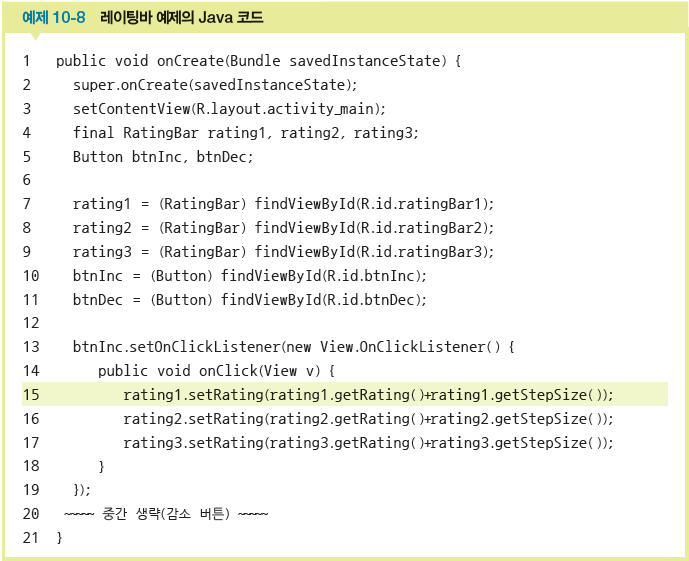 예제 10-8 레이팅바 예제의 Java 코드
1 public void onCreate(Bundle savedInstanceState) {
2 super.onCreate(savedInstanceState);
3 setContentView(R.layout.activity_main);
4 final RatingBar rating1, rating2, rating3;
5 Button btnInc, btnDec;
6
7 rating1 = (RatingBar) findViewById(R.id.ratingBar1);
8 rating2 = (RatingBar) findViewById(R.id.ratingBar2);
9 rating3 = (RatingBar) findViewById(R.id.ratingBar3);
10 btnInc = (Button) findViewById(R.id.btnInc);
11 btnDec = (Button) findViewById(R.id.btnDec);
12
13 btnInc.setOnClickListener(new View.OnClickListener() {
14 public void onClick(View v) {
15 rating1.setRating(rating1.getRating()+rating1.getStepSize());
16 rating2.setRating(rating2.getRating()+rating2.getStepSize());
17 rating3.setRating(rating3.getRating()+rating3.getStepSize());
18 }
19 });
20 ~~~~~ 중간 생략(감소 버튼) ~~~~~
21 }